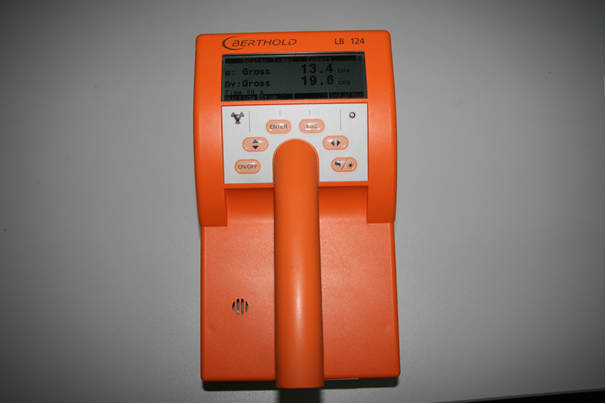 BERTHOLD LB 124
α: Gross 13.4 cps
βγ:Gross 19.6 cps
ENTER ESC
ON/OFF